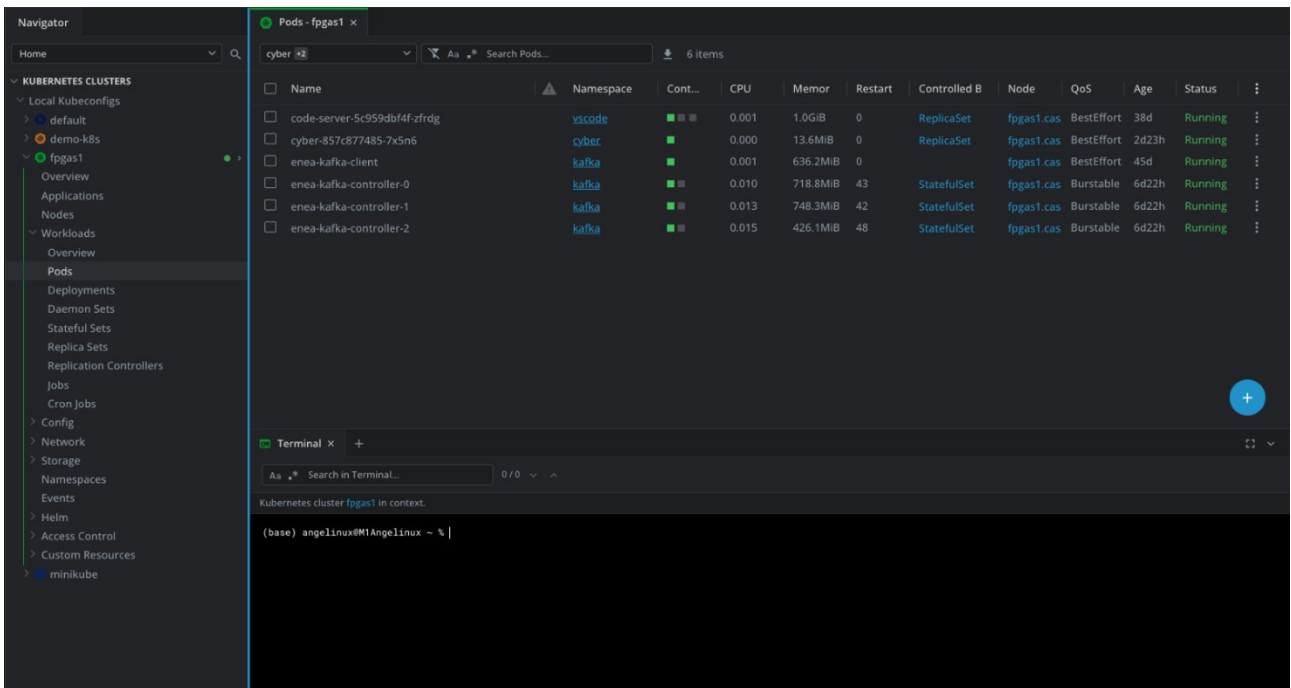 Navigator
Pods - fpgas1 ×
Home
cyber +2
Aa .* Search Pods...
6 items
KUBERNETES CLUSTERS
Local Kubeconfigs
default
demo-k8s
fpgas1
Overview
Applications
Nodes
Workloads
Overview
Pods
Deployments
Daemon Sets
Stateful Sets
Replica Sets
Replication Controllers
Jobs
Cron Jobs
Config
Network
Storage
Namespaces
Events
Helm
Access Control
Custom Resources
minikube
Name Namespace Cont... CPU Memor Restart Controlled B Node QoS Age Status
code-server-5c959dbf4f-zfrdg vscode 0.001 1.0GiB 0 ReplicaSet fpgas1.cas BestEffort 38d Running
cyber-857c877485-7x5n6 cyber 0.000 13.6MiB 0 ReplicaSet fpgas1.cas BestEffort 2d23h Running
enea-kafka-client kafka 0.001 636.2MiB 0 fpgas1.cas BestEffort 45d Running
enea-kafka-controller-0 kafka 0.010 718.8MiB 43 StatefulSet fpgas1.cas Burstable 6d22h Running
enea-kafka-controller-1 kafka 0.013 748.3MiB 42 StatefulSet fpgas1.cas Burstable 6d22h Running
enea-kafka-controller-2 kafka 0.015 426.1MiB 48 StatefulSet fpgas1.cas Burstable 6d22h Running
Terminal × +
Aa .* Search in Terminal... 0/0
Kubernetes cluster fpgas1 in context.
(base) angelinux@M1Angelinux ~ %